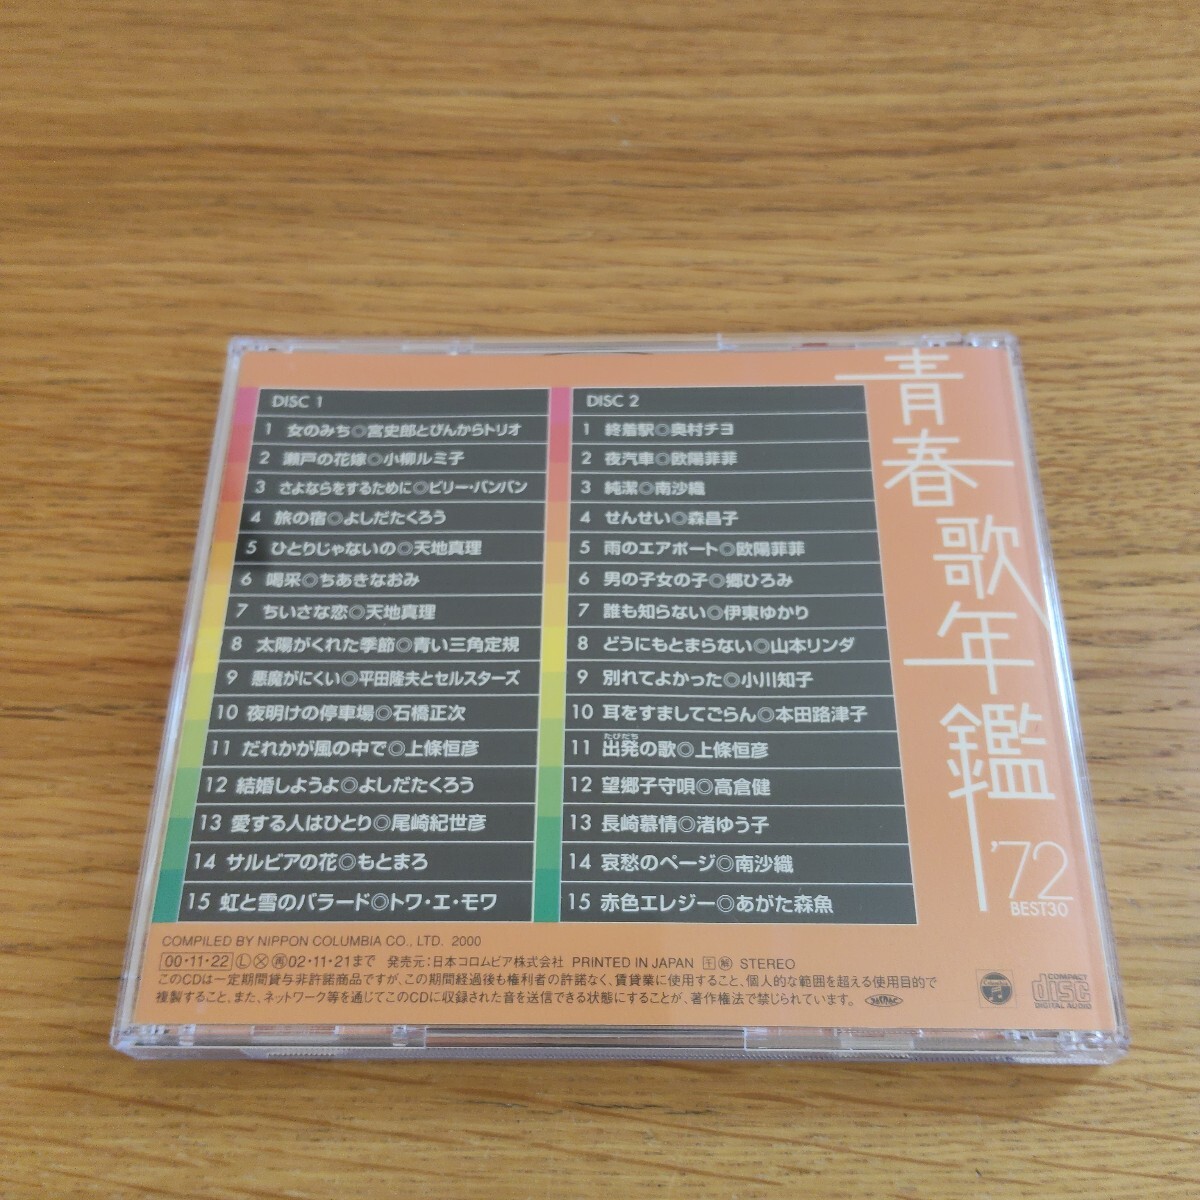 DISC 1
1 女のみち◎宮史郎とぴんからトリオ
2 瀬戸の花嫁◎小柳ルミ子
3 さよならをするために◎ビリー・バンバン
4 旅の宿◎よしだたくろう
5 ひとりじゃないの◎天地真理
6 喝采◎ちあきなおみ
7 ちいさな恋◎天地真理
8 太陽がくれた季節◎青い三角定規
9 悪魔がにくい◎平田隆夫とセルスターズ
10 夜明けの停車場◎石橋正次
11 だれかが風の中で◎上條恒彦
12 結婚しようよ◎よしだたくろう
13 愛する人はひとり◎尾崎紀世彦
14 サルビアの花◎もとまろ
15 虹と雪のバラード◎トワ・エ・モワ
DISC 2
1 終着駅◎奥村チヨ
2 夜汽車◎欧陽菲菲
3 純潔◎南沙織
4 せんせい◎森昌子
5 雨のエアポート◎欧陽菲菲
6 男の子女の子◎郷ひろみ
7 誰も知らない◎伊東ゆかり
8 どうにもとまらない◎山本リンダ
9 別れてよかった◎小川知子
10 耳をすましてごらん◎本田路津子
たびだち
11 出発の歌◎上條恒彦
12 望郷子守唄◎高倉健
13 長崎慕情◎渚ゆう子
14 哀愁のページ◎南沙織
15 赤色エレジー◎あがた森魚
青春歌年鑑
'72
BEST30
COMPILED BY NIPPON COLUMBIA CO., LTD. 2000
00・11・22 Ⓛ Ⓧ ㊥02・11・21まで 発売元:日本コロムビア株式会社 PRINTED IN JAPAN STEREO
このCDは一定期間貸与非許諾商品ですが、この期間経過後も権利者の許諾なく、賃貸業に使用すること、個人的な範囲を超える使用目的で
複製すること、また、ネットワーク等を通じてこのCDに収録された音を送信できる状態にすることが、著作権法で禁じられています。
COMPACT
disc
DIGITAL AUDIO